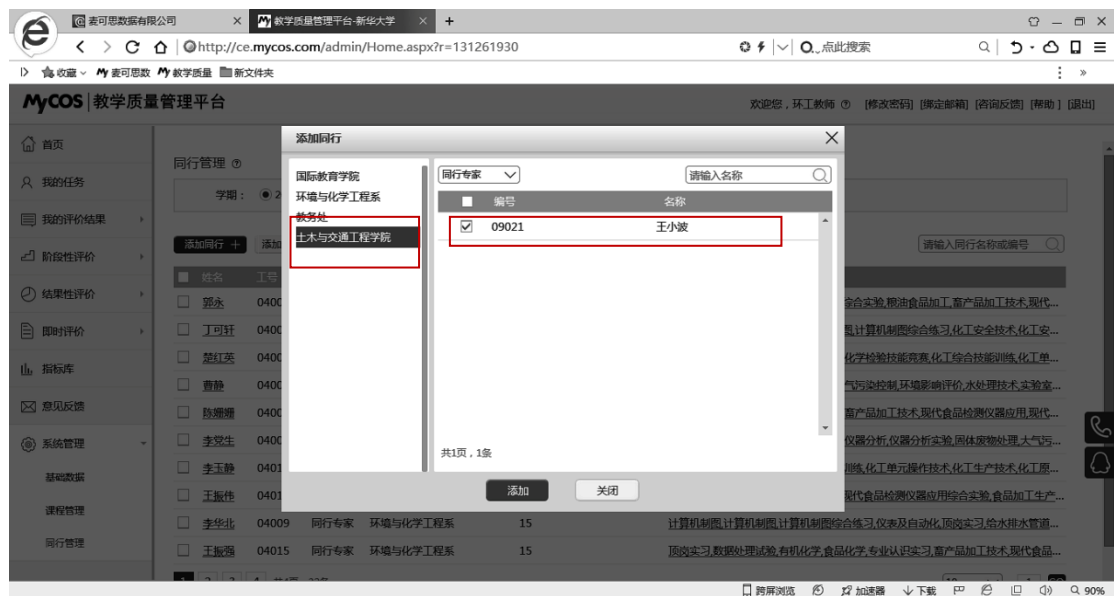 麦可思数据有限公司
教学质量管理平台-新华大学
http://ce.mycos.com/admin/Home.aspx?r=131261930
点此搜索
收藏 麦可思数 教学质量 新文件夹
MyCOS 教学质量管理平台
欢迎您，环工教师 [修改密码] [绑定邮箱] [咨询反馈] [帮助] [退出]
首页
我的任务
我的评价结果
阶段性评价
结果性评价
即时评价
指标库
意见反馈
系统管理
基础数据
课程管理
同行管理
同行管理
学期： 2
添加同行 + 添加
请输入同行名称或编号
姓名 工号
添加同行
国际教育学院
环境与化学工程系
教务处
土木与交通工程学院
同行专家
请输入名称
编号 名称
09021 王小波
共1页，1条
添加 关闭
郭永 0400 综合实验,粮油食品加工,畜产品加工技术,现代...
丁可轩 0400 图,计算机制图综合练习,化工安全技术,化工安...
楚红英 0400 化学检验技能竞赛,化工综合技能训练,化工单...
曹静 0400 气污染控制,环境影响评价,水处理技术,实验室...
陈姗姗 0400 畜产品加工技术,现代食品检测仪器应用,现代...
李党生 0400 仪器分析,仪器分析实验,固体废物处理,大气污...
李玉静 0401 训练,化工单元操作技术,化工生产技术,化工原...
王振伟 0401 现代食品检测仪器应用综合实验,食品加工生产...
李华北 04009 同行专家 环境与化学工程系 15 计算机制图,计算机制图,计算机制图综合练习,仪表及自动化,顶岗实习,给水排水管道...
王振强 04015 同行专家 环境与化学工程系 15 顶岗实习,数据处理试验,有机化学,食品化学,专业认识实习,畜产品加工技术,现代食品...
1 2 3 4
跨屏浏览 加速器 下载 90%